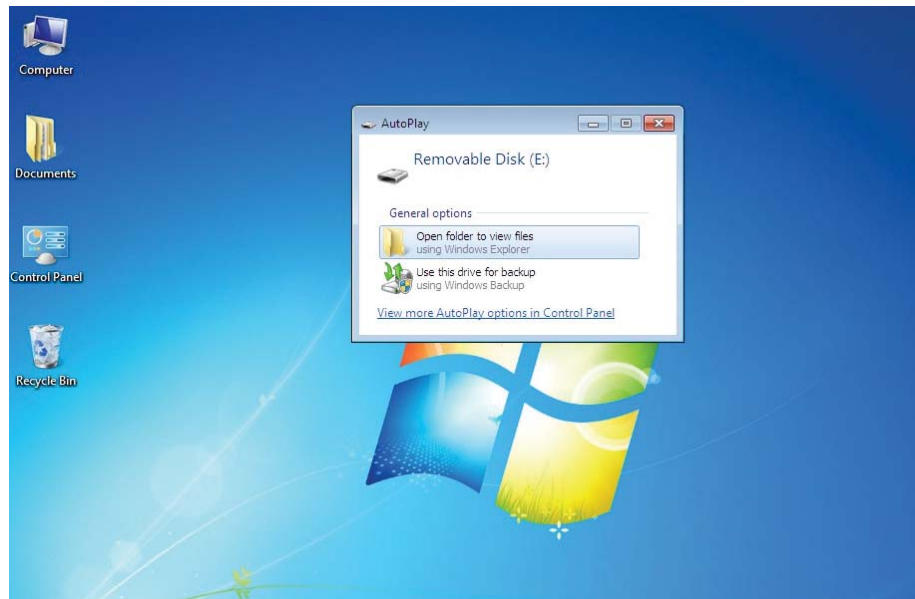 Computer
Documents
Control Panel
Recycle Bin
AutoPlay
Removable Disk (E:)
General options
Open folder to view files
using Windows Explorer
Use this drive for backup
using Windows Backup
View more AutoPlay options in Control Panel